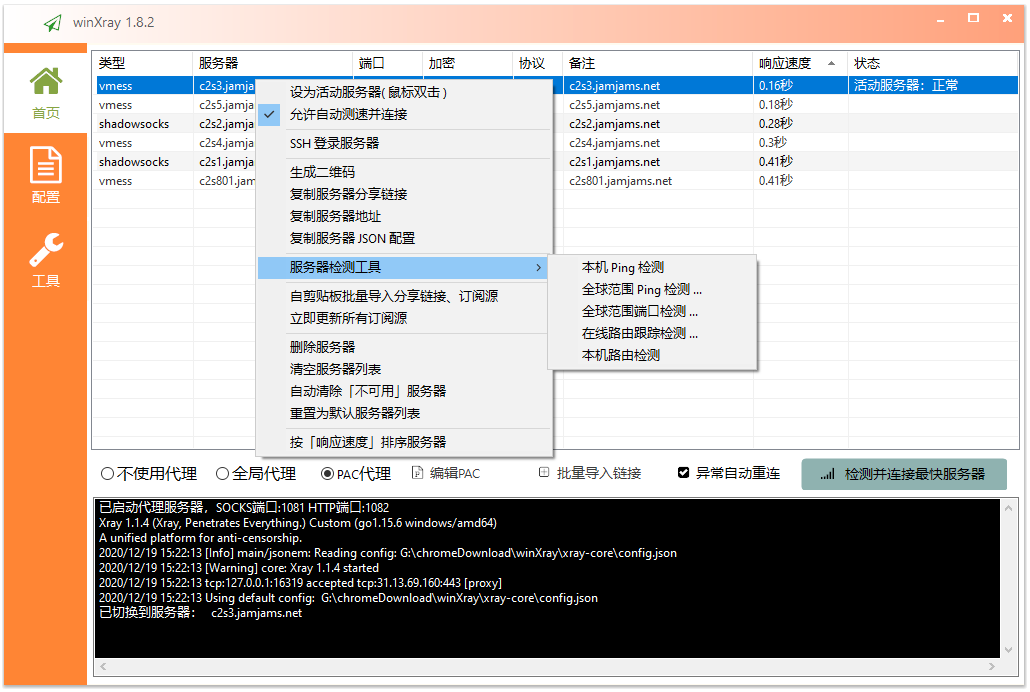 winXray 1.8.2
首页
配置
工具
类型 服务器 端口 加密 协议 备注 响应速度 状态
vmess c2s3.jamja c2s3.jamjams.net 0.16秒 活动服务器：正常
vmess c2s5.jamja c2s5.jamjams.net 0.18秒
shadowsocks c2s2.jamja c2s2.jamjams.net 0.28秒
vmess c2s4.jamja c2s4.jamjams.net 0.3秒
shadowsocks c2s1.jamja c2s1.jamjams.net 0.41秒
vmess c2s801.jam c2s801.jamjams.net 0.41秒
设为活动服务器( 鼠标双击 )
允许自动测速并连接
SSH 登录服务器
生成二维码
复制服务器分享链接
复制服务器地址
复制服务器 JSON 配置
服务器检测工具
自剪贴板批量导入分享链接、订阅源
立即更新所有订阅源
删除服务器
清空服务器列表
自动清除「不可用」服务器
重置为默认服务器列表
按「响应速度」排序服务器
本机 Ping 检测
全球范围 Ping 检测 ...
全球范围端口检测 ...
在线路由跟踪检测 ...
本机路由检测
不使用代理 全局代理 PAC代理 编辑PAC 批量导入链接 异常自动重连 检测并连接最快服务器
已启动代理服务器，SOCKS端口:1081 HTTP端口:1082
Xray 1.1.4 (Xray, Penetrates Everything.) Custom (go1.15.6 windows/amd64)
A unified platform for anti-censorship.
2020/12/19 15:22:13 [Info] main/jsonem: Reading config: G:\chromeDownload\winXray\xray-core\config.json
2020/12/19 15:22:13 [Warning] core: Xray 1.1.4 started
2020/12/19 15:22:13 tcp:127.0.0.1:16319 accepted tcp:31.13.69.160:443 [proxy]
2020/12/19 15:22:13 Using default config: G:\chromeDownload\winXray\xray-core\config.json
已切换到服务器： c2s3.jamjams.net